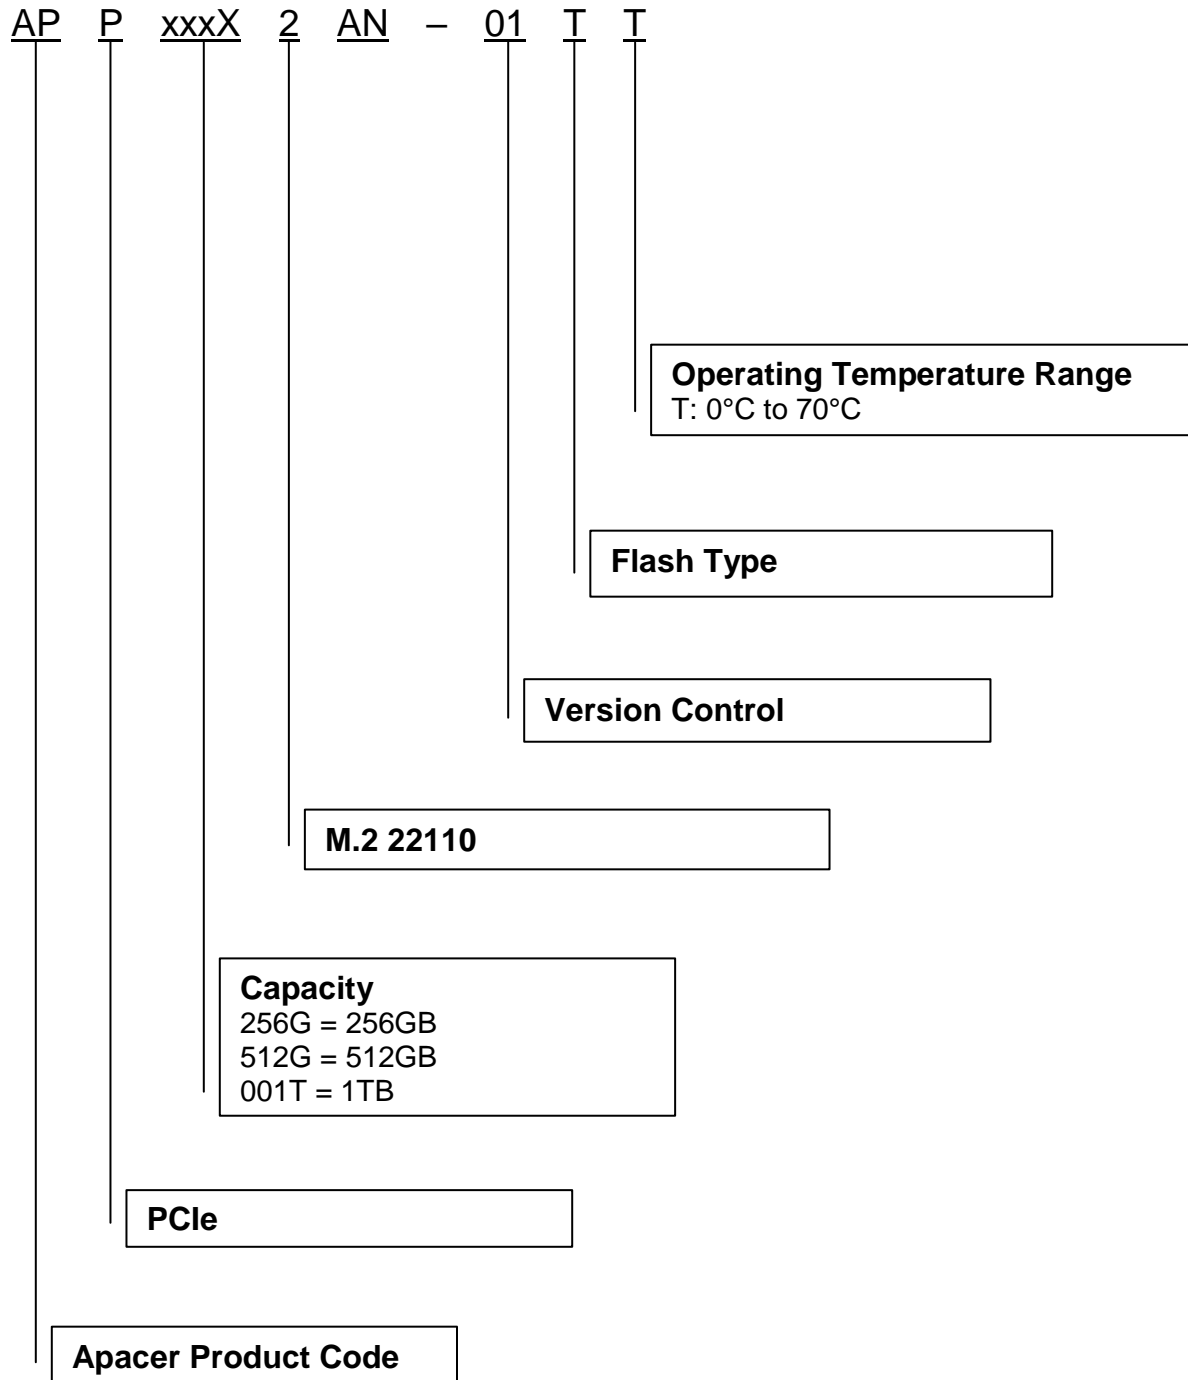 AP P xxxX 2 AN – 01 T T
Operating Temperature Range
T: 0°C to 70°C
Flash Type
Version Control
M.2 22110
Capacity
256G = 256GB
512G = 512GB
001T = 1TB
PCIe
Apacer Product Code